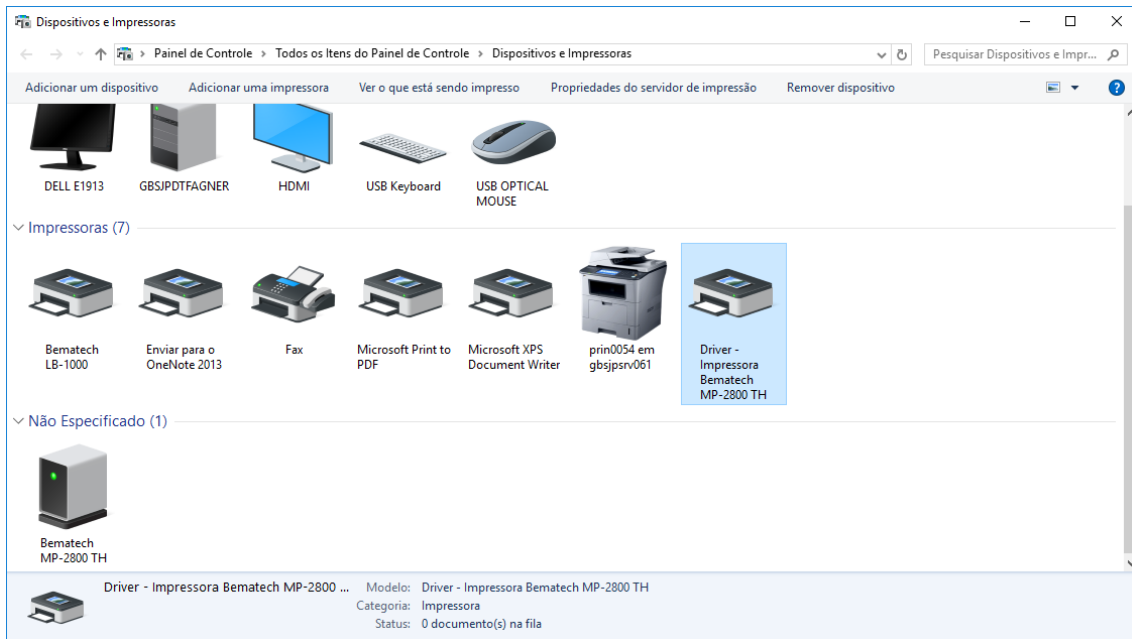 Dispositivos e Impressoras
Painel de Controle > Todos os Itens do Painel de Controle > Dispositivos e Impressoras
Pesquisar Dispositivos e Impr...
Adicionar um dispositivo Adicionar uma impressora Ver o que está sendo impresso Propriedades do servidor de impressão Remover dispositivo
DELL E1913
GBSJPDTFAGNER
HDMI
USB Keyboard
USB OPTICAL
MOUSE
Impressoras (7)
Bematech
LB-1000
Enviar para o
OneNote 2013
Fax
Microsoft Print to
PDF
Microsoft XPS
Document Writer
prin0054 em
gbsjpsrv061
Driver -
Impressora
Bematech
MP-2800 TH
Não Especificado (1)
Bematech
MP-2800 TH
Driver - Impressora Bematech MP-2800 ...
Modelo: Driver - Impressora Bematech MP-2800 TH
Categoria: Impressora
Status: 0 documento(s) na fila